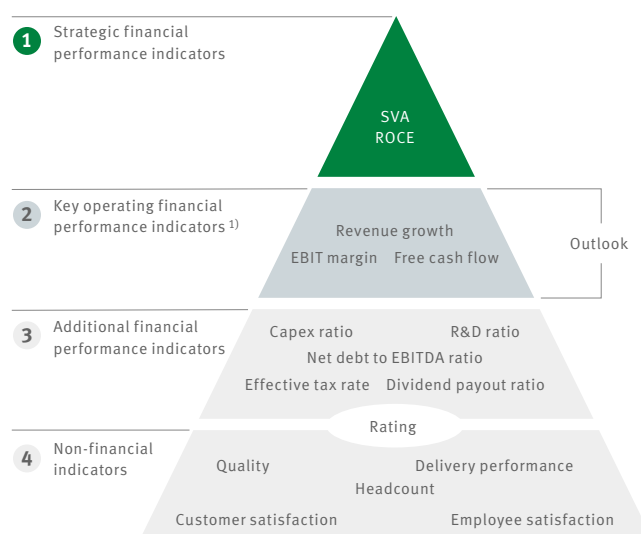 1 Strategic financial
performance indicators
SVA
ROCE
2 Key operating financial
performance indicators 1)
Revenue growth
EBIT margin Free cash flow
Outlook
3 Additional financial
performance indicators
Capex ratio R&D ratio
Net debt to EBITDA ratio
Effective tax rate Dividend payout ratio
Rating
4 Non-financial
indicators
Quality Delivery performance
Headcount
Customer satisfaction Employee satisfaction